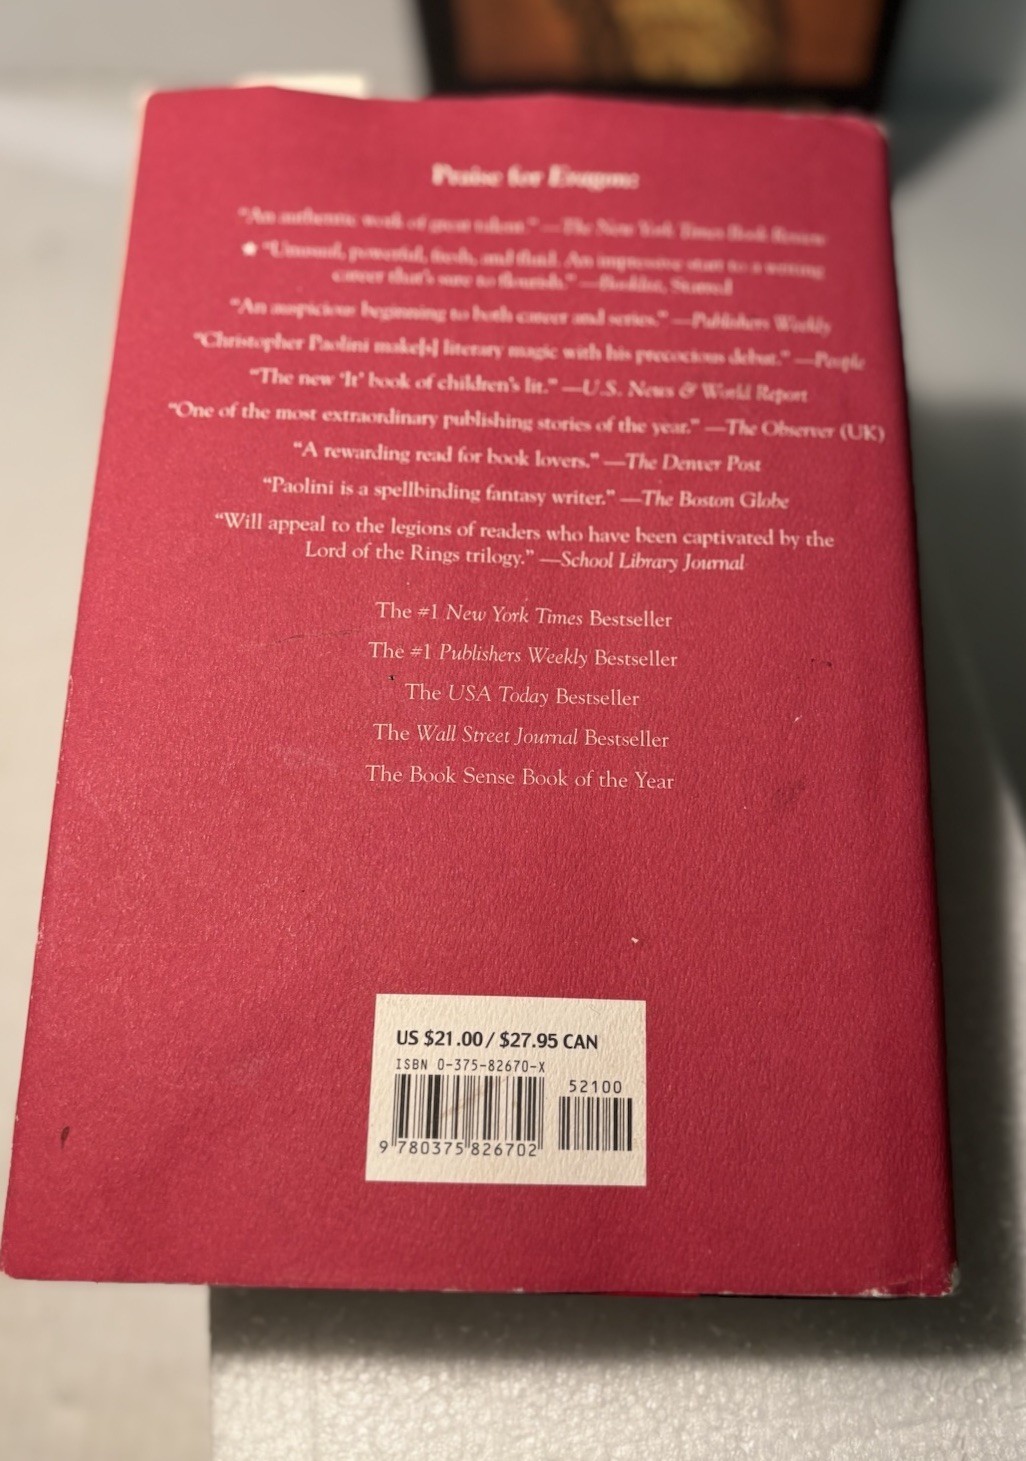 Praise for Eragon:
“An authentic work of great talent.” —The New York Times Book Review
★ “Unusual, powerful, fresh, and fluid. An impressive start to a writing
career that’s sure to flourish.” —Booklist, Starred
“An auspicious beginning to both career and series.” —Publishers Weekly
“Christopher Paolini make[s] literary magic with his precocious debut.” —People
“The new ‘It’ book of children’s lit.” —U.S. News & World Report
“One of the most extraordinary publishing stories of the year.” —The Observer (UK)
“A rewarding read for book lovers.” —The Denver Post
“Paolini is a spellbinding fantasy writer.” —The Boston Globe
“Will appeal to the legions of readers who have been captivated by the
Lord of the Rings trilogy.” —School Library Journal
The #1 New York Times Bestseller
The #1 Publishers Weekly Bestseller
The USA Today Bestseller
The Wall Street Journal Bestseller
The Book Sense Book of the Year
US $21.00 / $27.95 CAN
ISBN 0-375-82670-X
52100
9 780375 826702